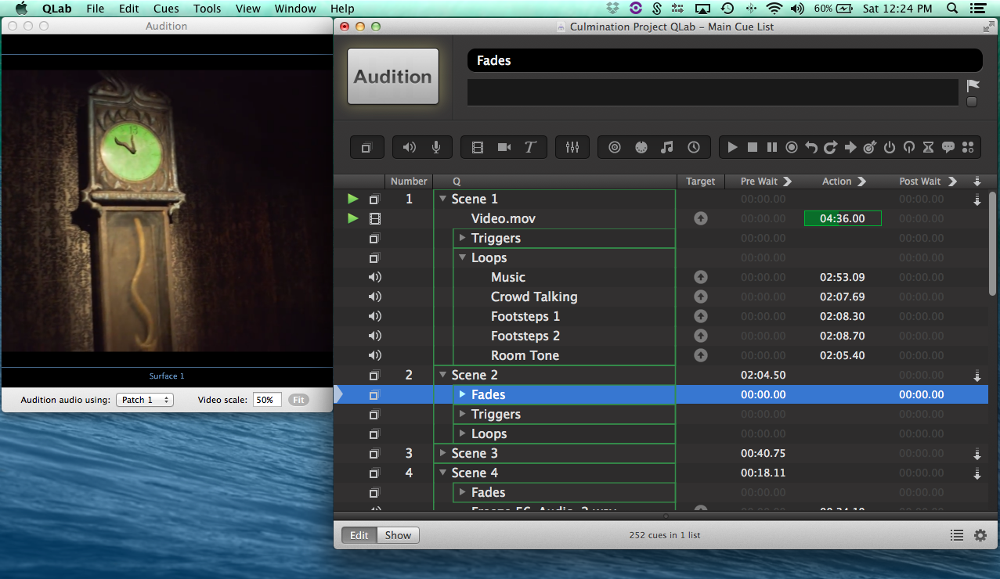 QLab File Edit Cues Tools View Window Help 60% Sat 12:24 PM
Audition
13
Surface 1
Audition audio using: Patch 1 Video scale: 50% Fit
Culmination Project QLab – Main Cue List
Audition
Fades
T
Number Q Target Pre Wait Action Post Wait
1 Scene 1 00:00.00 00:00.00
Video.mov 00:00.00 04:36.00 00:00.00
Triggers 00:00.00 00:00.00 00:00.00
Loops 00:00.00 00:00.00 00:00.00
Music 00:00.00 02:53.09 00:00.00
Crowd Talking 00:00.00 02:07.69 00:00.00
Footsteps 1 00:00.00 02:08.30 00:00.00
Footsteps 2 00:00.00 02:08.70 00:00.00
Room Tone 00:00.00 02:05.40 00:00.00
2 Scene 2 02:04.50 00:00.00
Fades 00:00.00 00:00.00
Triggers 00:00.00 00:00.00
Loops 00:00.00 00:00.00
3 Scene 3 00:40.75 00:00.00
4 Scene 4 00:18.11 00:00.00
Fades 00:00.00 00:00.00
Edit Show 252 cues in 1 list